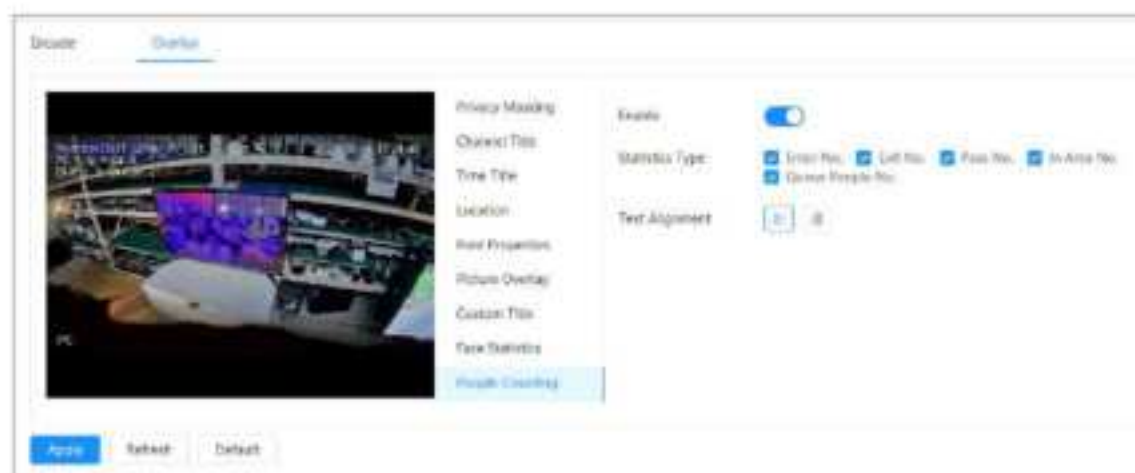 Encode
Overlay
Privacy Masking
Channel Title
Time Title
Location
Font Properties
Picture Overlay
Custom Title
Face Statistics
People Counting
Enable
Statistics Type
Enter No.
Exit No.
Pass No.
In Area No.
Queue People No.
Text Alignment
Apply
Refresh
Default